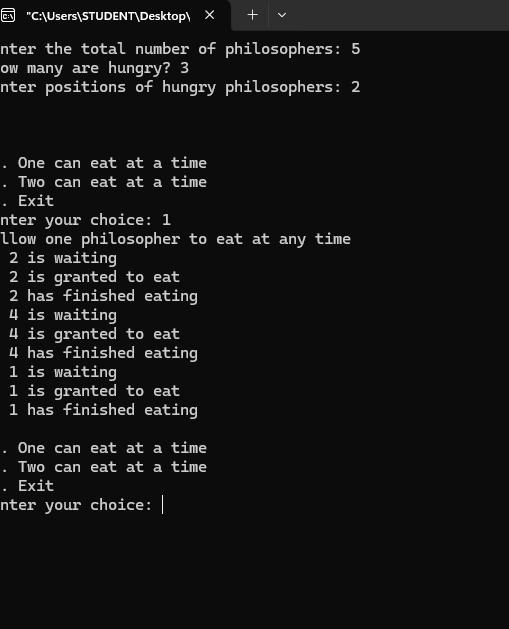 "C:\Users\STUDENT\Desktop\
nter the total number of philosophers: 5
ow many are hungry? 3
nter positions of hungry philosophers: 2
. One can eat at a time
. Two can eat at a time
. Exit
nter your choice: 1
llow one philosopher to eat at any time
2 is waiting
2 is granted to eat
2 has finished eating
4 is waiting
4 is granted to eat
4 has finished eating
1 is waiting
1 is granted to eat
1 has finished eating
. One can eat at a time
. Two can eat at a time
. Exit
nter your choice: